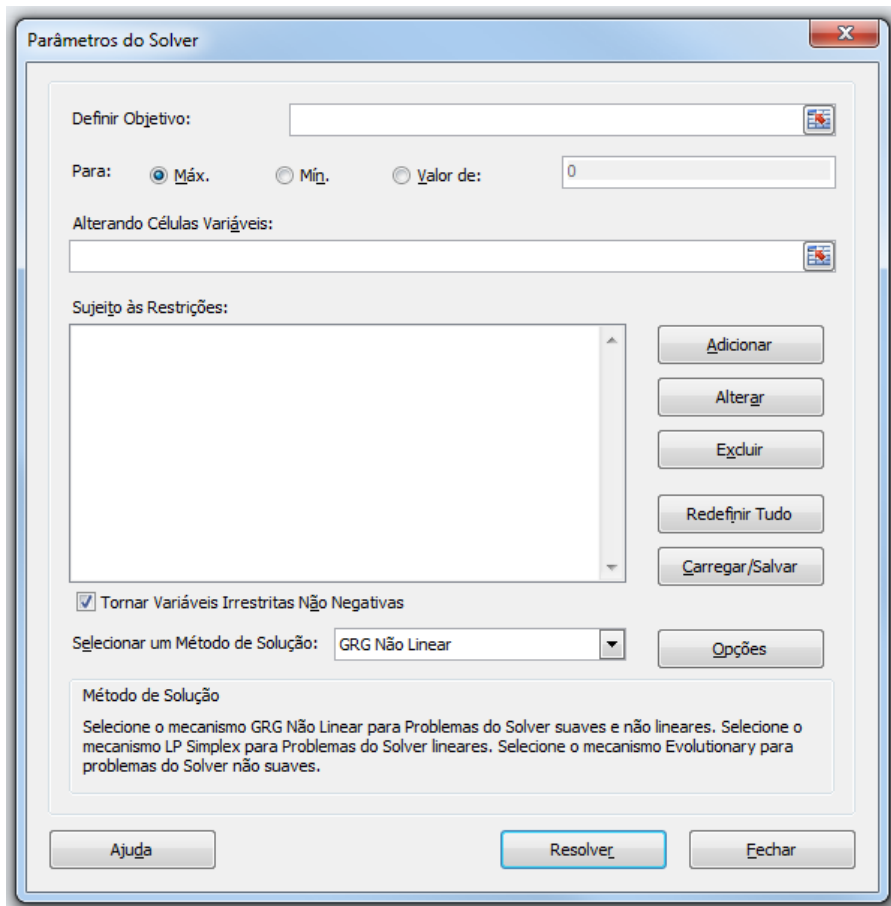 Parâmetros do Solver
Definir Objetivo:
Para: Máx. Mín. Valor de: 0
Alterando Células Variáveis:
Sujeito às Restrições:
Adicionar
Alterar
Excluir
Redefinir Tudo
Carregar/Salvar
Tornar Variáveis Irrestritas Não Negativas
Selecionar um Método de Solução: GRG Não Linear Opções
Método de Solução
Selecione o mecanismo GRG Não Linear para Problemas do Solver suaves e não lineares. Selecione o
mecanismo LP Simplex para Problemas do Solver lineares. Selecione o mecanismo Evolutionary para
problemas do Solver não suaves.
Ajuda Resolver Fechar